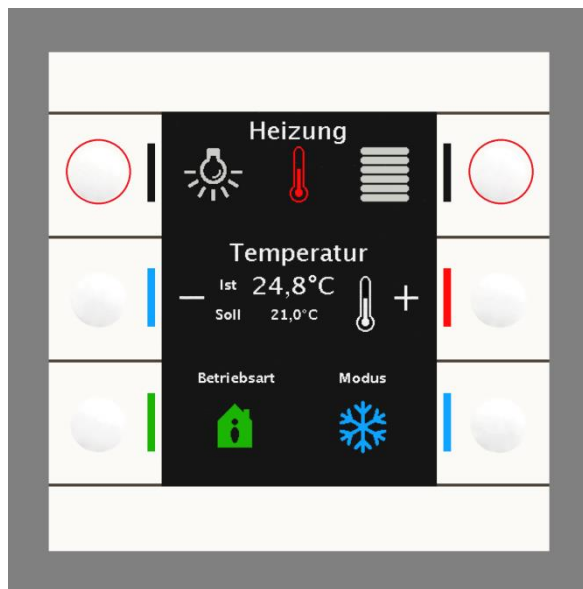 Heizung
Temperatur
− Ist 24,8°C +
Soll 21,0°C
Betriebsart Modus